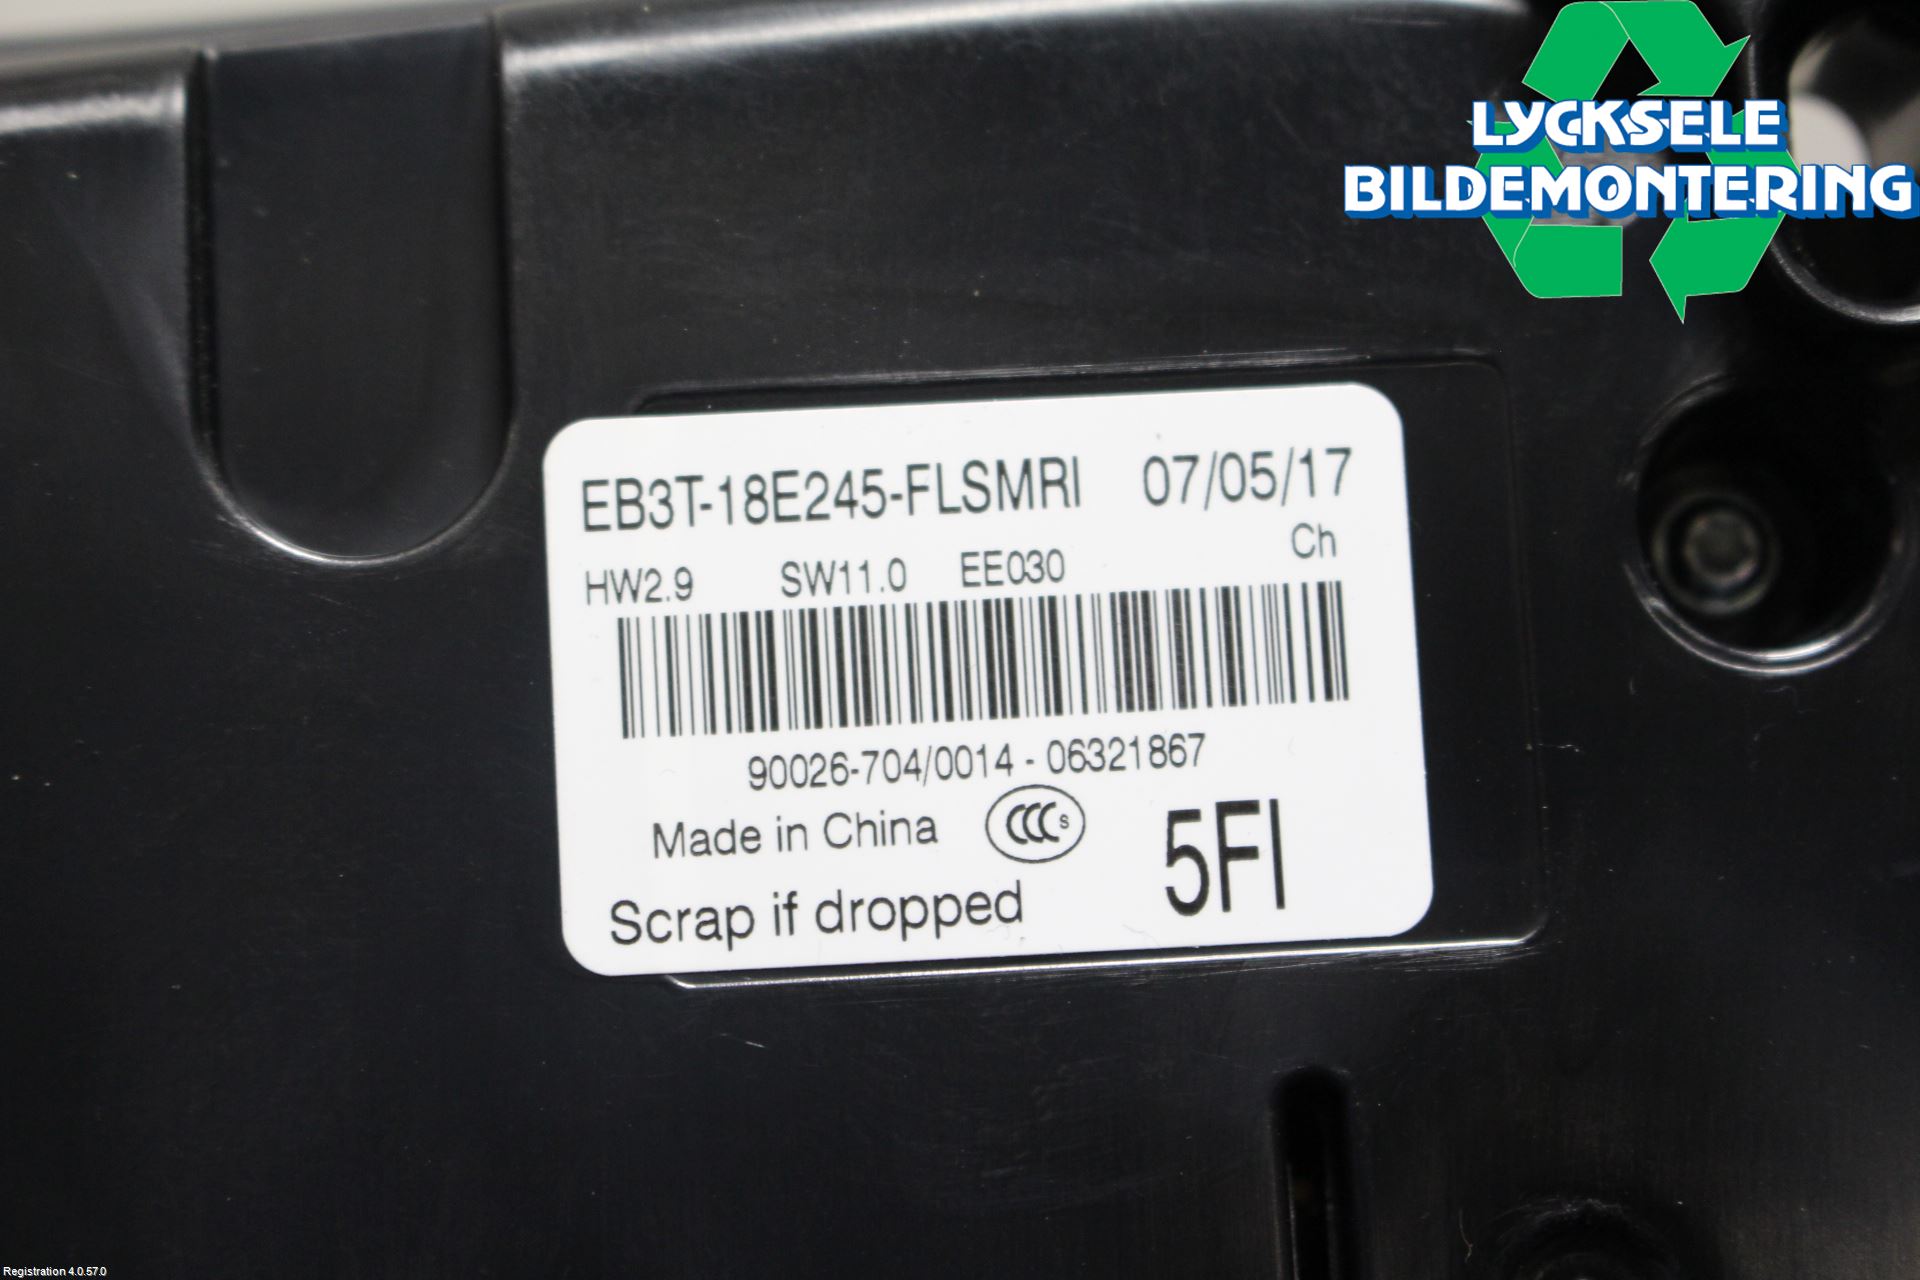 LYCKSELE
BILDEMONTERING
EB3T-18E245-FLSMRI 07/05/17
HW2.9 SW11.0 EE030 Ch
90026-704/0014 - 06321867
Made in China CCC S 5FI
Scrap if dropped
Registration 4.0.57.0